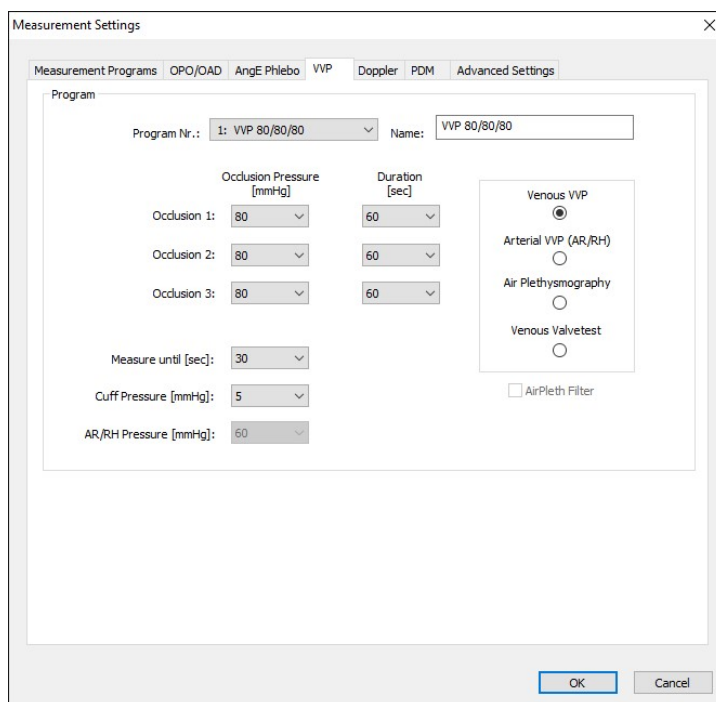 Measurement Settings
Measurement Programs OPO/OAD AngE Phlebo VVP Doppler PDM Advanced Settings
Program
Program Nr.: 1: VVP 80/80/80 Name: VVP 80/80/80
Occlusion Pressure Duration
[mmHg] [sec]
Venous VVP
Occlusion 1: 80 60
Arterial VVP (AR/RH)
Occlusion 2: 80 60
Air Plethysmography
Occlusion 3: 80 60
Venous Valvetest
Measure until [sec]: 30
Cuff Pressure [mmHg]: 5 AirPleth Filter
AR/RH Pressure [mmHg]: 60
OK Cancel